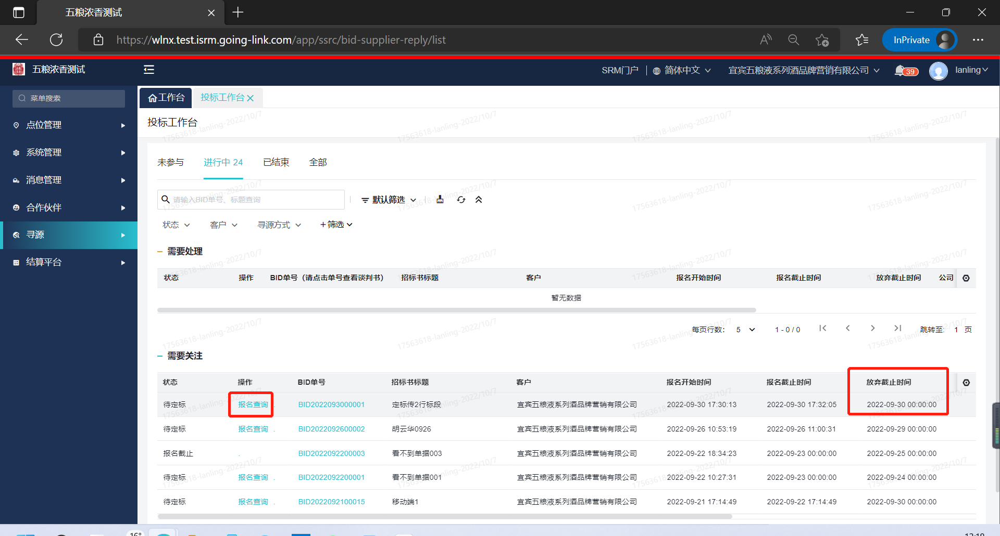 五粮浓香测试
https://wlnx.test.isrm.going-link.com/app/ssrc/bid-supplier-reply/list
InPrivate
五粮浓香测试
SRM门户 简体中文 宜宾五粮液系列酒品牌营销有限公司 39 lanling
菜单搜索
工作台 投标工作台
点位管理
投标工作台
系统管理
消息管理
合作伙伴
寻源
结算平台
未参与 进行中 24 已结束 全部
请输入BID单号、标题查询 默认筛选
状态 客户 寻源方式 +筛选
需要处理
状态 操作 BID单号（请点击单号查看谈判书） 招标书标题 客户 报名开始时间 报名截止时间 放弃截止时间 公司
暂无数据
每页行数： 5 1 - 0 / 0 跳转至: 1 页
需要关注
状态 操作 BID单号 招标书标题 客户 报名开始时间 报名截止时间 放弃截止时间
待定标 报名查询 BID2022093000001 定标传2行标段 宜宾五粮液系列酒品牌营销有限公司 2022-09-30 17:30:13 2022-09-30 17:32:05 2022-09-30 00:00:00
待定标 报名查询 . BID2022092600002 胡云华0926 宜宾五粮液系列酒品牌营销有限公司 2022-09-26 10:53:19 2022-09-26 11:00:31 2022-09-29 00:00:00
报名截止 . BID2022092200003 看不到单据003 宜宾五粮液系列酒品牌营销有限公司 2022-09-22 18:34:23 2022-09-23 00:00:00 2022-09-25 00:00:00
待定标 报名查询 . BID2022092200001 看不到单据001 宜宾五粮液系列酒品牌营销有限公司 2022-09-22 10:27:31 2022-09-23 00:00:00 2022-09-24 00:00:00
待定标 报名查询 . BID2022092100015 移动端1 宜宾五粮液系列酒品牌营销有限公司 2022-09-21 17:14:49 2022-09-22 17:14:49 2022-09-30 00:00:00
17563618-lanling-2022/10/7
16°